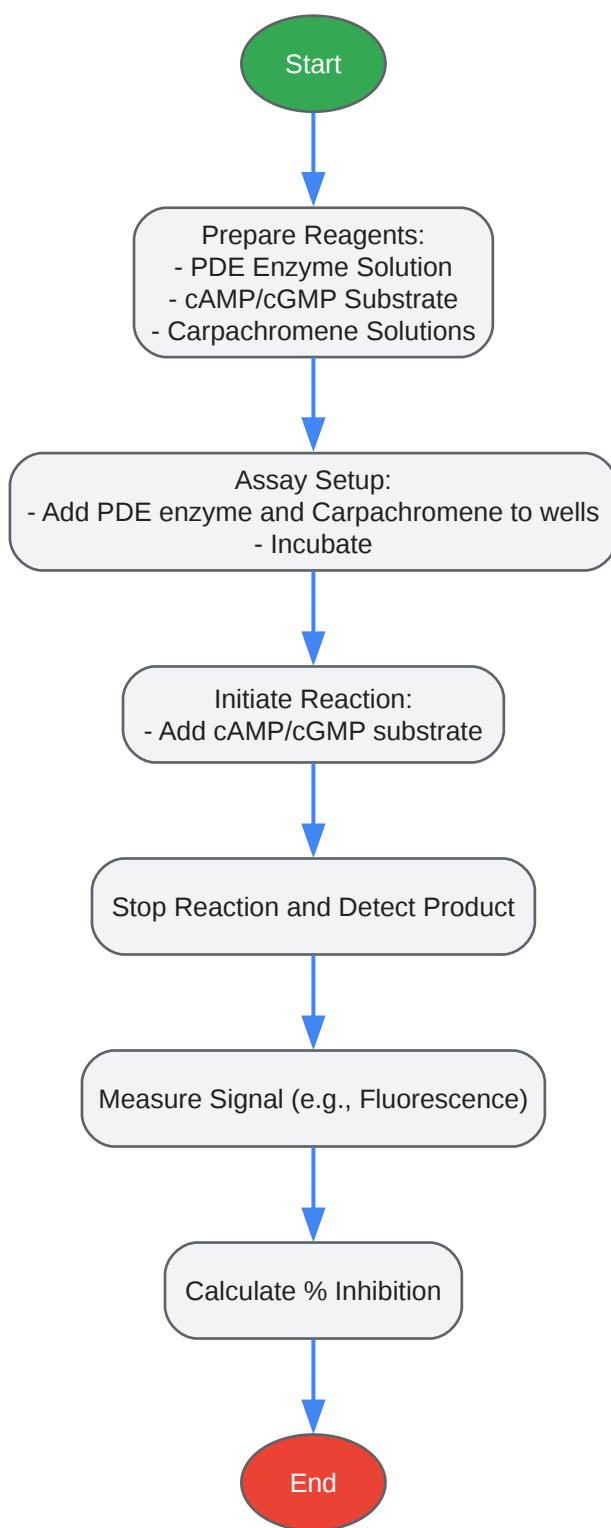 Start
Prepare Reagents:
- PDE Enzyme Solution
- cAMP/cGMP Substrate
- Carpachromene Solutions
Assay Setup:
- Add PDE enzyme and Carpachromene to wells
- Incubate
Initiate Reaction:
- Add cAMP/cGMP substrate
Stop Reaction and Detect Product
Measure Signal (e.g., Fluorescence)
Calculate % Inhibition
End